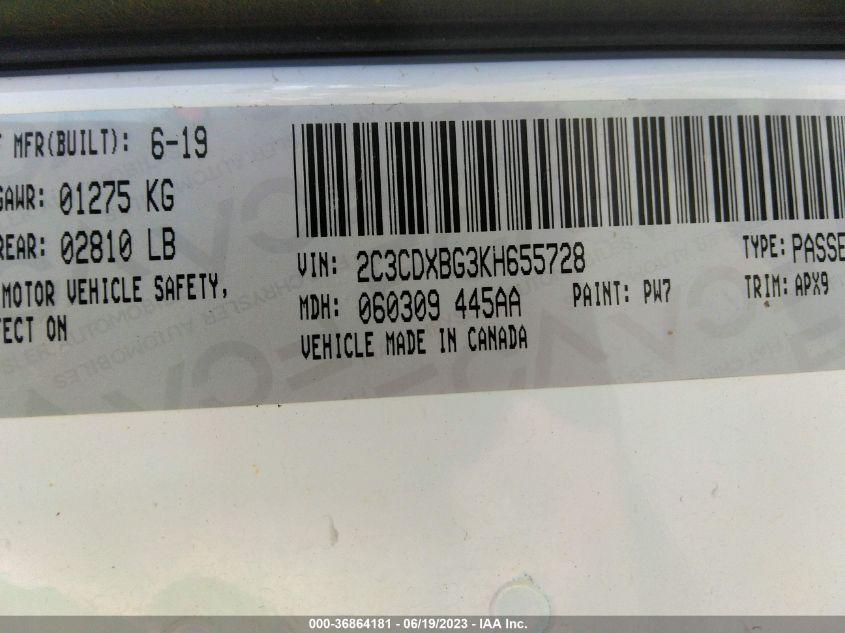 MFR(BUILT): 6-19
GAWR: 01275 KG
REAR: 02810 LB
MOTOR VEHICLE SAFETY,
ON
VIN: 2C3CDXBG3KH655728
TYPE: PASSE
MDH: 060309 445AA
PAINT: PW7
TRIM: APX9
VEHICLE MADE IN CANADA
000-36864181 - 06/19/2023 - IAA Inc.